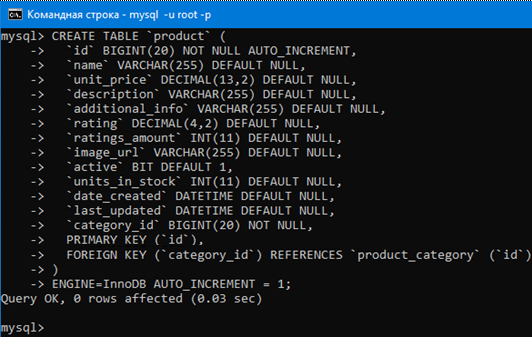 Командная строка - mysql -u root -p
mysql> CREATE TABLE `product` (
    ->   `id` BIGINT(20) NOT NULL AUTO_INCREMENT,
    ->   `name` VARCHAR(255) DEFAULT NULL,
    ->   `unit_price` DECIMAL(13,2) DEFAULT NULL,
    ->   `description` VARCHAR(255) DEFAULT NULL,
    ->   `additional_info` VARCHAR(255) DEFAULT NULL,
    ->   `rating` DECIMAL(4,2) DEFAULT NULL,
    ->   `ratings_amount` INT(11) DEFAULT NULL,
    ->   `image_url` VARCHAR(255) DEFAULT NULL,
    ->   `active` BIT DEFAULT 1,
    ->   `units_in_stock` INT(11) DEFAULT NULL,
    ->   `date_created` DATETIME DEFAULT NULL,
    ->   `last_updated` DATETIME DEFAULT NULL,
    ->   `category_id` BIGINT(20) NOT NULL,
    ->   PRIMARY KEY (`id`),
    ->   FOREIGN KEY (`category_id`) REFERENCES `product_category` (`id`)
    -> )
    -> ENGINE=InnoDB AUTO_INCREMENT = 1;
Query OK, 0 rows affected (0.03 sec)
mysql>